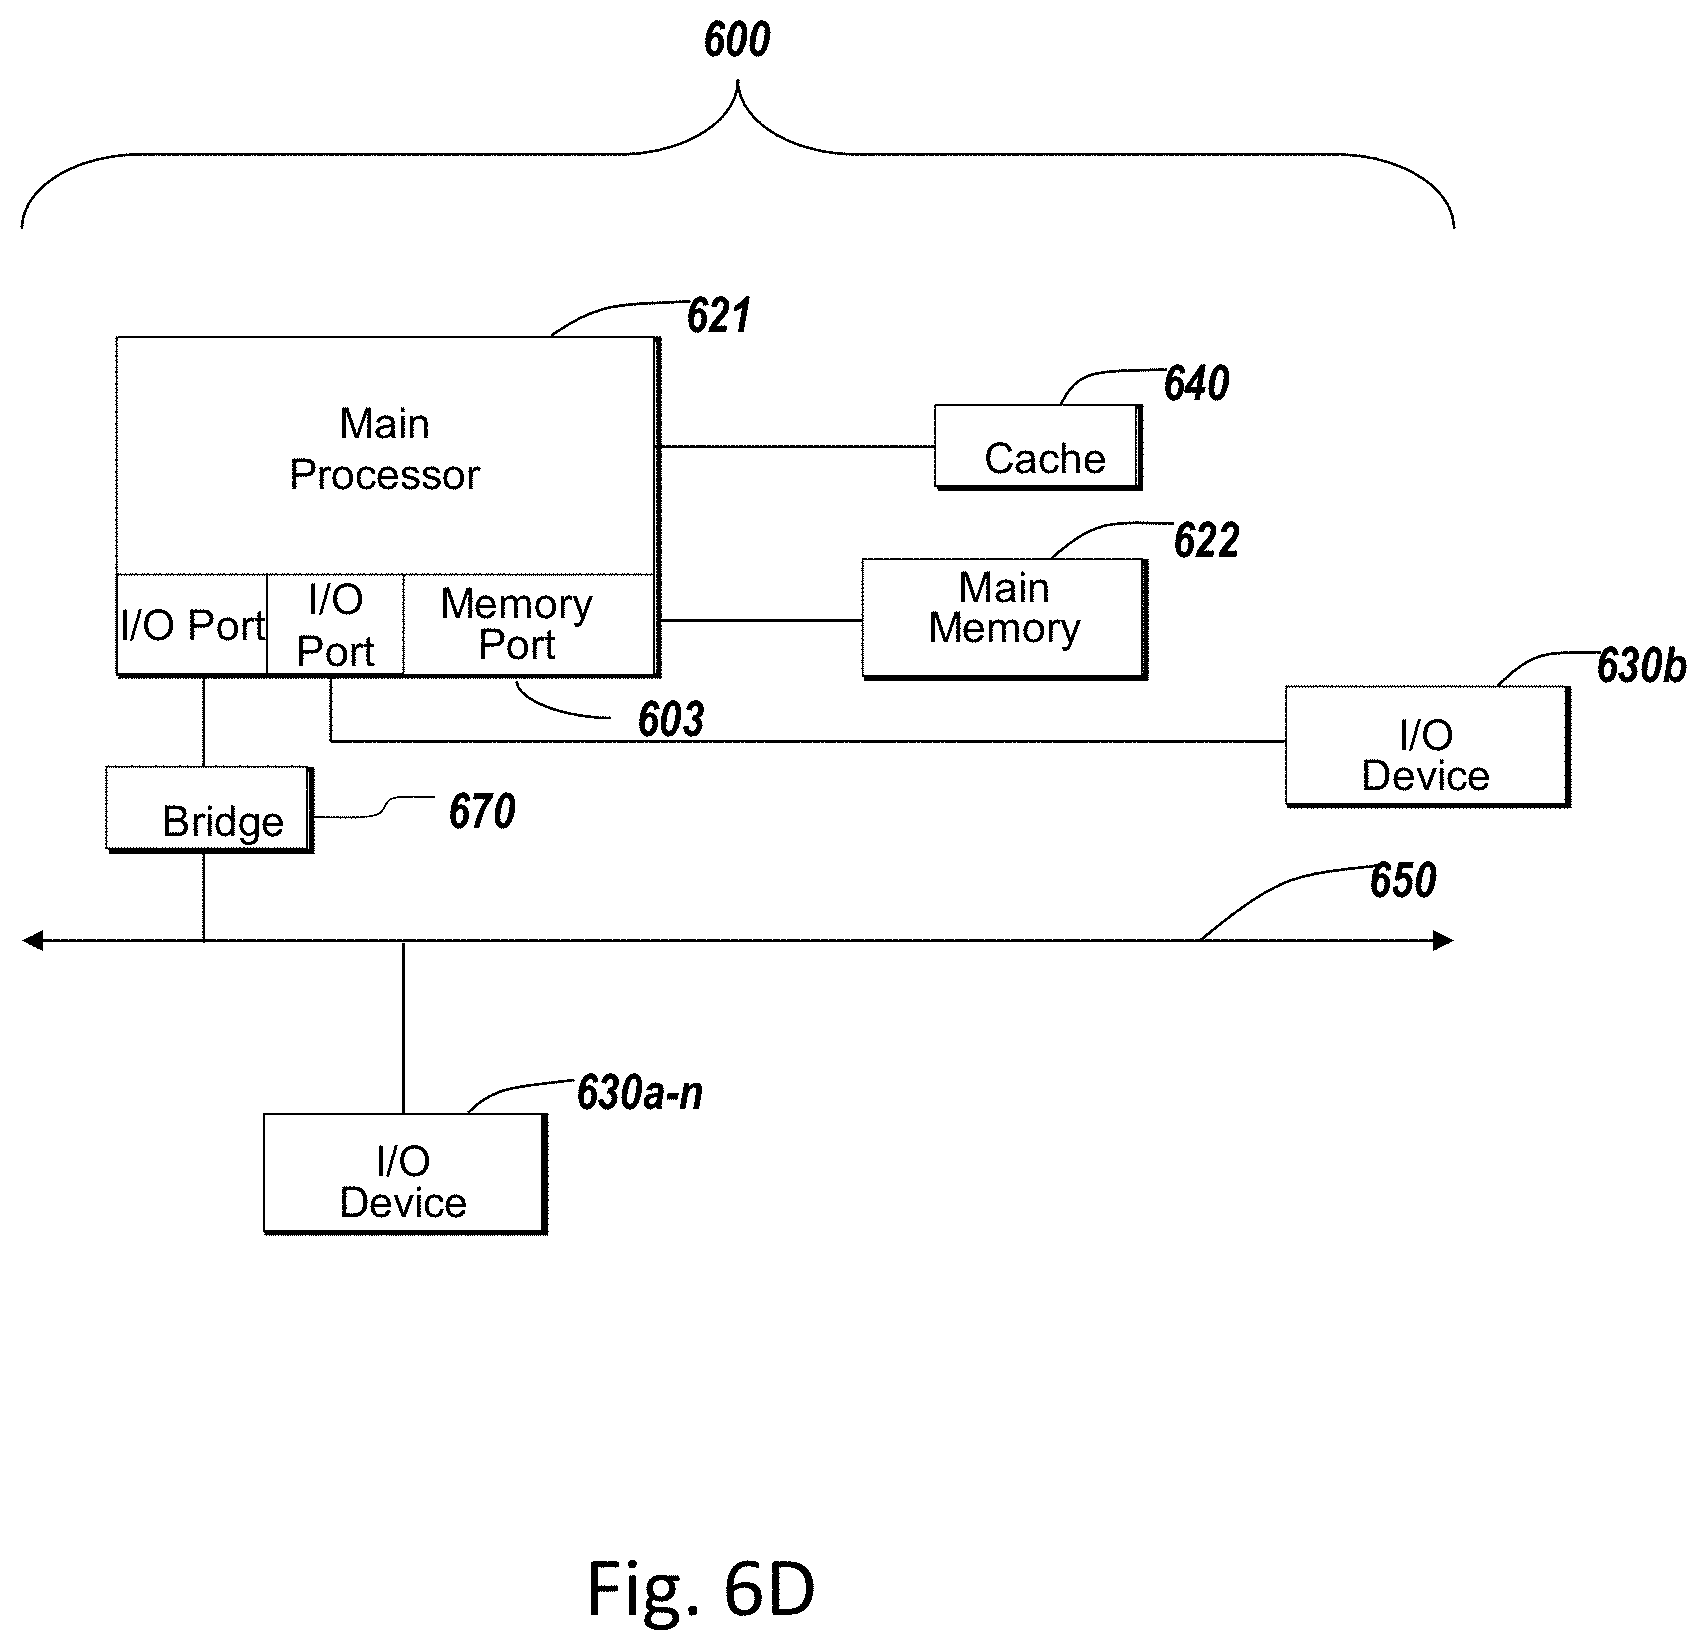 600
621
Main
Processor
640
Cache
622
Main
Memory
I/O Port
I/O
Port
Memory
Port
603
630b
I/O
Device
Bridge
670
650
630a-n
I/O
Device
Fig. 6D